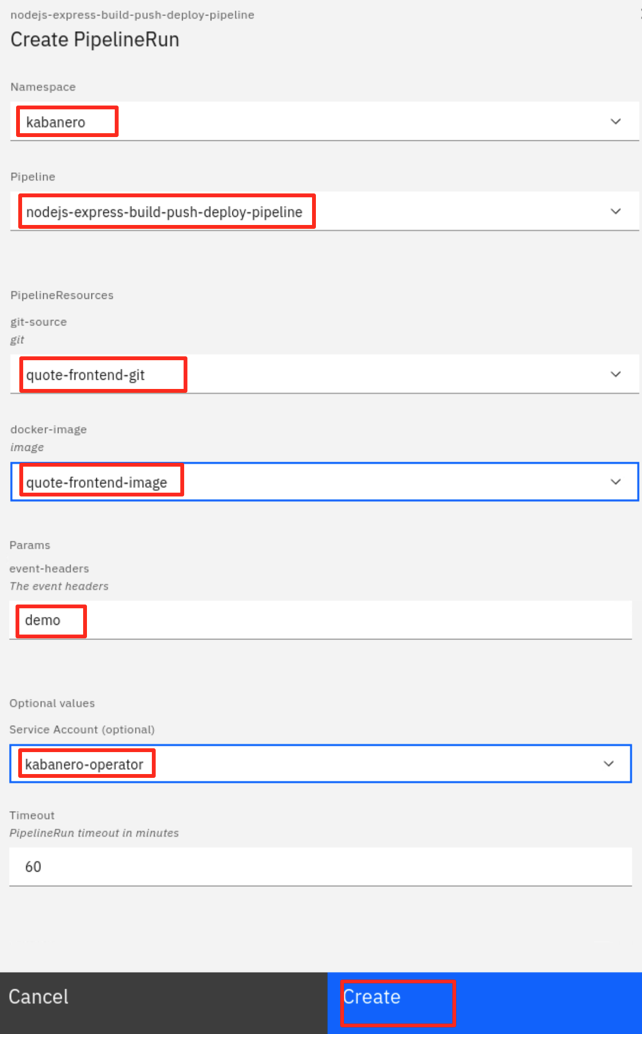 nodejs-express-build-push-deploy-pipeline
Create PipelineRun
Namespace
kabanero
Pipeline
nodejs-express-build-push-deploy-pipeline
PipelineResources
git-source
git
quote-frontend-git
docker-image
image
quote-frontend-image
Params
event-headers
The event headers
demo
Optional values
Service Account (optional)
kabanero-operator
Timeout
PipelineRun timeout in minutes
60
Cancel
Create